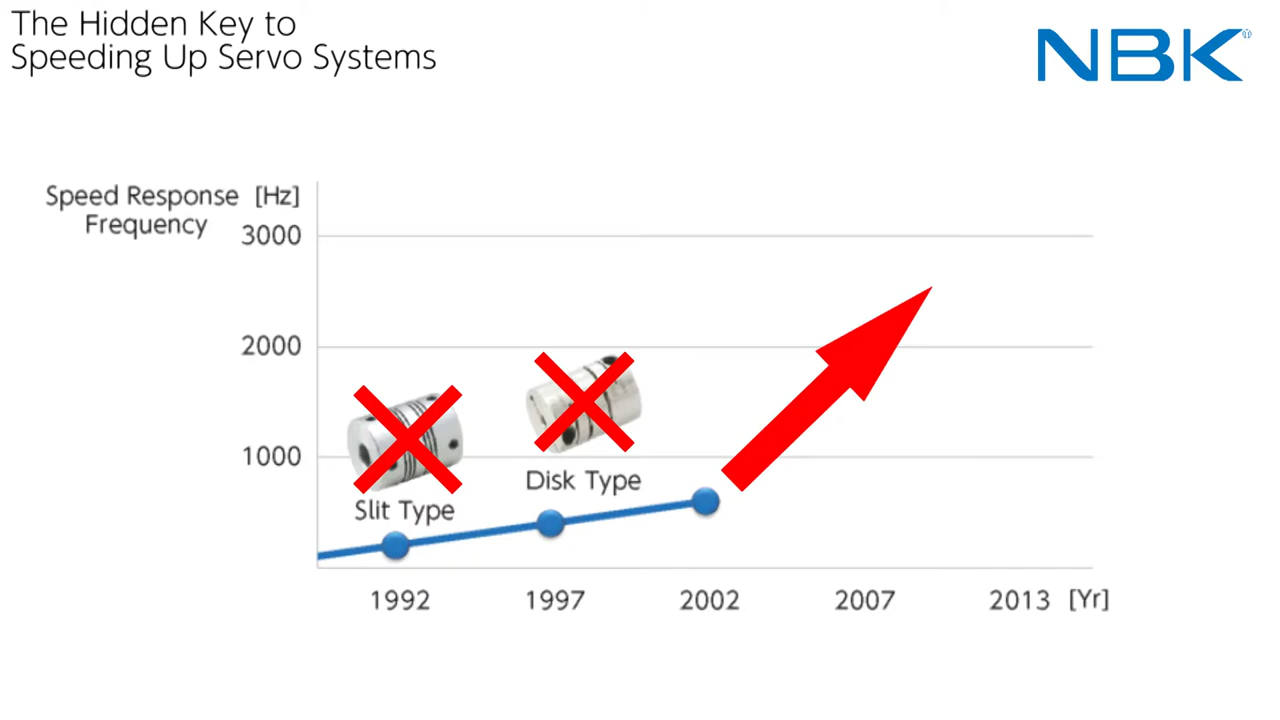 The Hidden Key to
Speeding Up Servo Systems
NBK
Speed Response [Hz]
Frequency
3000
2000
1000
Slit Type
Disk Type
1992 1997 2002 2007 2013 [Yr]